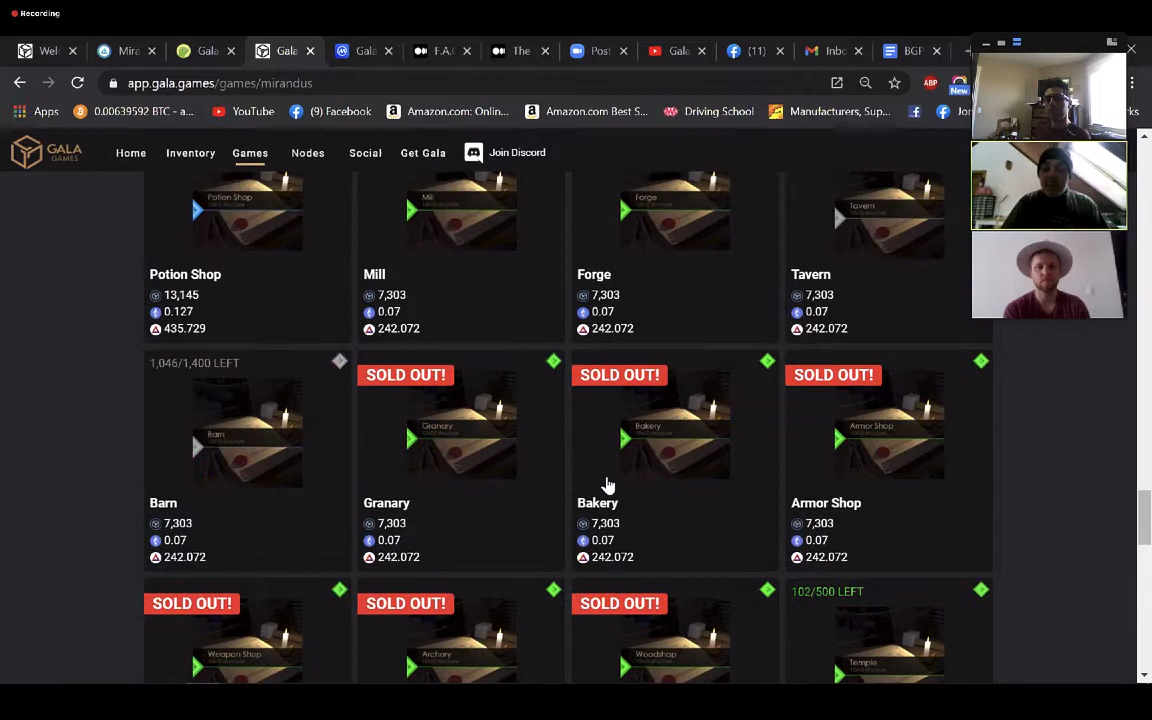 Recording
Wel
Mira
Gala
Gala
Gala
F.A.C
The
Post
Gala
(11)
Inbo
BGP
app.gala.games/games/mirandus
ABP
New
Apps
0.00639592 BTC - a...
YouTube
(9) Facebook
Amazon.com: Onlin...
Amazon.com Best S...
Driving School
Manufacturers, Sup...
Jor
rks
GALA
GAMES
Home
Inventory
Games
Nodes
Social
Get Gala
Join Discord
Potion Shop
Mill
Forge
Tavern
Potion Shop
Mill
Forge
Tavern
13,145
7,303
7,303
7,303
0.127
0.07
0.07
0.07
435.729
242.072
242.072
242.072
1,046/1,400 LEFT
SOLD OUT!
SOLD OUT!
SOLD OUT!
Barn
Granary
Bakery
Armor Shop
Barn
Granary
Bakery
Armor Shop
7,303
7,303
7,303
7,303
0.07
0.07
0.07
0.07
242.072
242.072
242.072
242.072
SOLD OUT!
SOLD OUT!
SOLD OUT!
102/500 LEFT
Weapon Shop
Archery
Woodshop
Temple